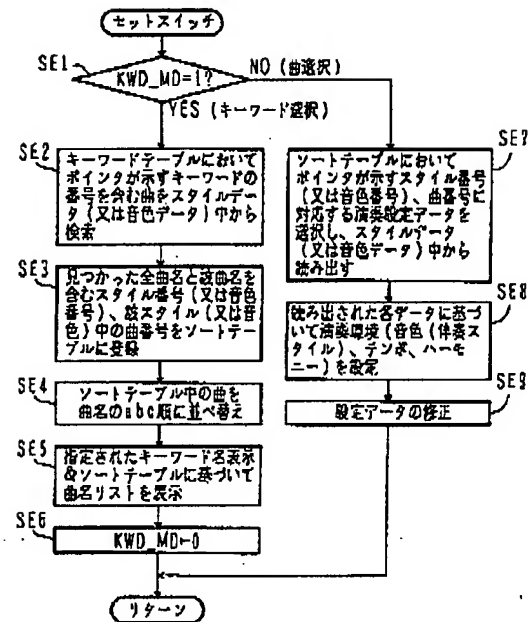 セットスイッチ
SE1
KWD_MD=1?
NO (曲選択)
YES (キーワード選択)
SE2
キーワードテーブルにおいて
ポインタが示すキーワードの
番号を含む曲をスタイルデー
タ(又は音色データ)中から
検索
SE3
見つかった全曲名と該曲名を
含むスタイル番号(又は音色
番号)、該スタイル(又は音
色)中の曲番号をソートテー
ブルに登録
SE4
ソートテーブル中の曲を
曲名のabc順に並べ替え
SE5
指定されたキーワード名表示
&ソートテーブルに基づいて
曲名リストを表示
SE6
KWD_MD←0
SE7
ソートテーブルにおいて
ポインタが示すスタイル番号
(又は音色番号)、曲番号に
対応する演奏設定データを
選択し、スタイルデータ
(又は音色データ)中から
読み出す
SE8
読み出された各データに基づ
いて演奏環境(音色(伴奏ス
タイル)、テンポ、ハーモ
ニー)を設定
SE9
設定データの修正
リターン